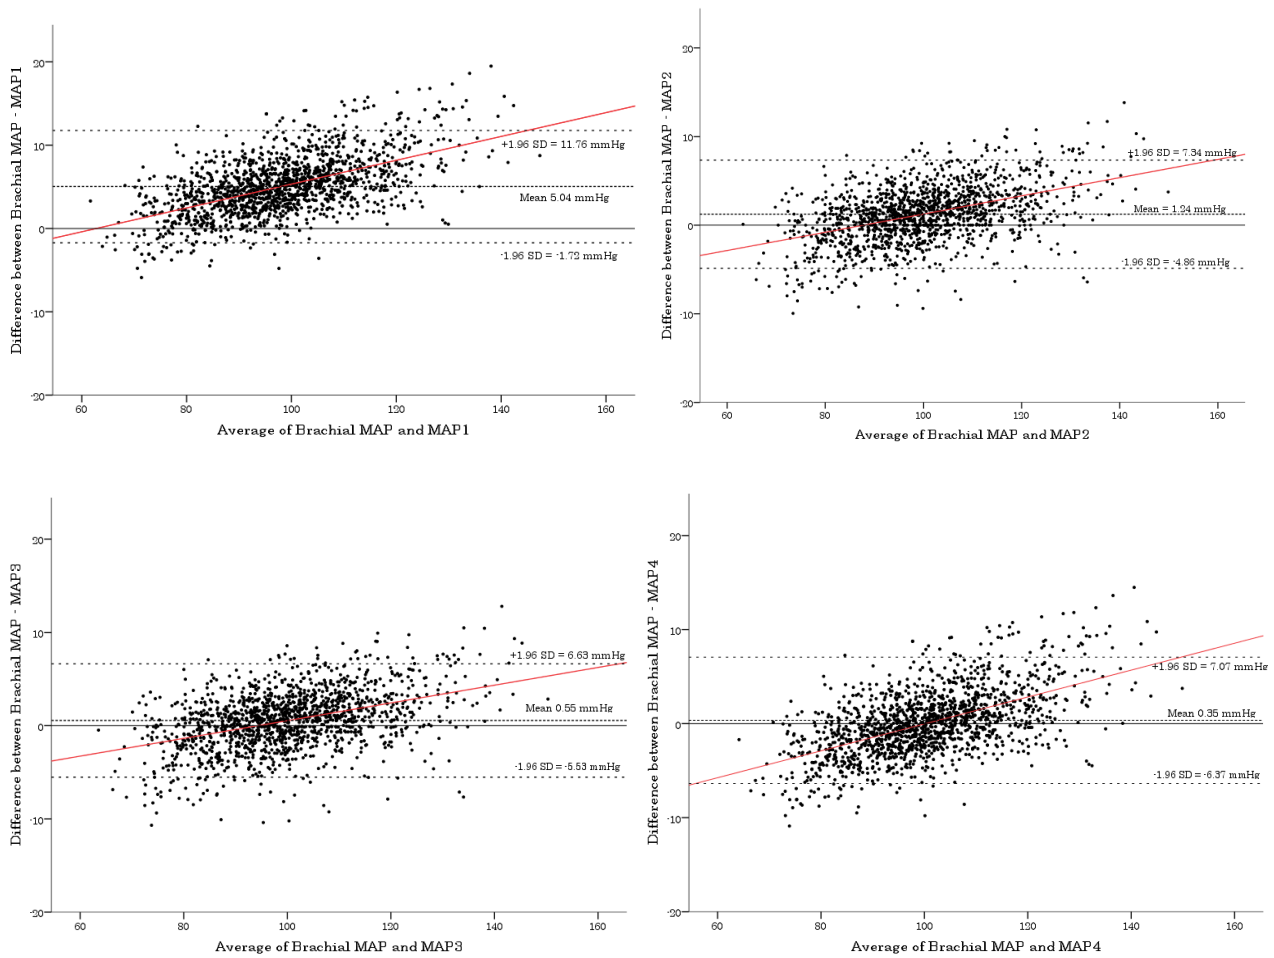 Difference between Brachial MAP - MAP1
20
10
0
-10
-20
+1.96 SD = 11.76 mmHg
Mean 5.04 mmHg
-1.96 SD = -1.72 mmHg
60 80 100 120 140 160
Average of Brachial MAP and MAP1
Difference between Brachial MAP - MAP2
20
10
0
-10
-20
+1.96 SD = 7.34 mmHg
Mean = 1.24 mmHg
-1.96 SD = -4.86 mmHg
60 80 100 120 140 160
Average of Brachial MAP and MAP2
Difference between Brachial MAP - MAP3
20
10
0
-10
-20
+1.96 SD = 6.63 mmHg
Mean 0.55 mmHg
-1.96 SD = -5.53 mmHg
60 80 100 120 140 160
Average of Brachial MAP and MAP3
Difference between Brachial MAP - MAP4
20
10
0
-10
-20
+1.96 SD = 7.07 mmHg
Mean 0.35 mmHg
-1.96 SD = -6.37 mmHg
60 80 100 120 140 160
Average of Brachial MAP and MAP4